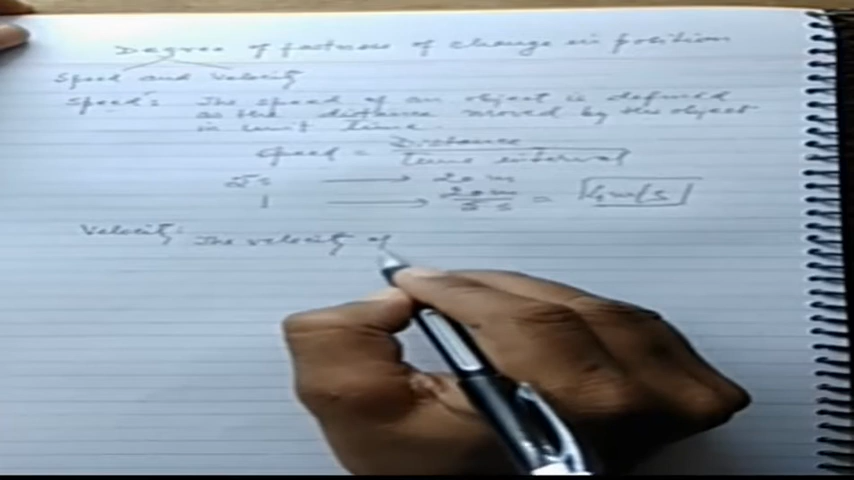 Degree of fastness of change in position
Speed and Velocity
Speed: The speed of an object is defined
as the distance moved by the object
in unit time.
Speed = Distance / Time interval
5s → 20 m
1 → 20 m / 5 s = 4 m/s
Velocity: The velocity of